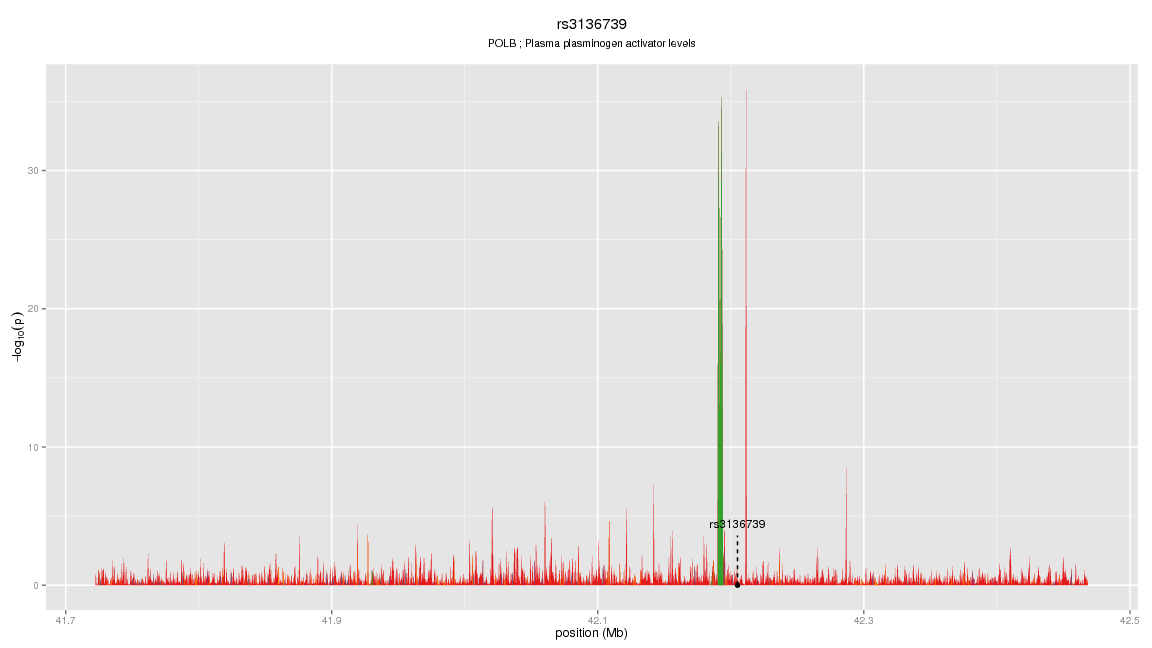 rs3136739
POLB ; Plasma plasminogen activator levels
30
20
10
0
−log10(p)
rs3136739
41.7
41.9
42.1
42.3
42.5
position (Mb)